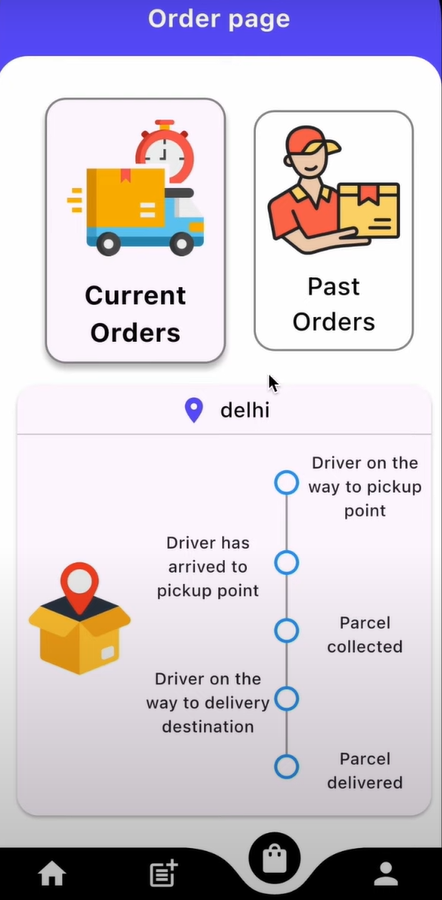 Order page
Current
Orders
Past
Orders
delhi
Driver on the
way to pickup
point
Driver has
arrived to
pickup point
Parcel
collected
Driver on the
way to delivery
destination
Parcel
delivered